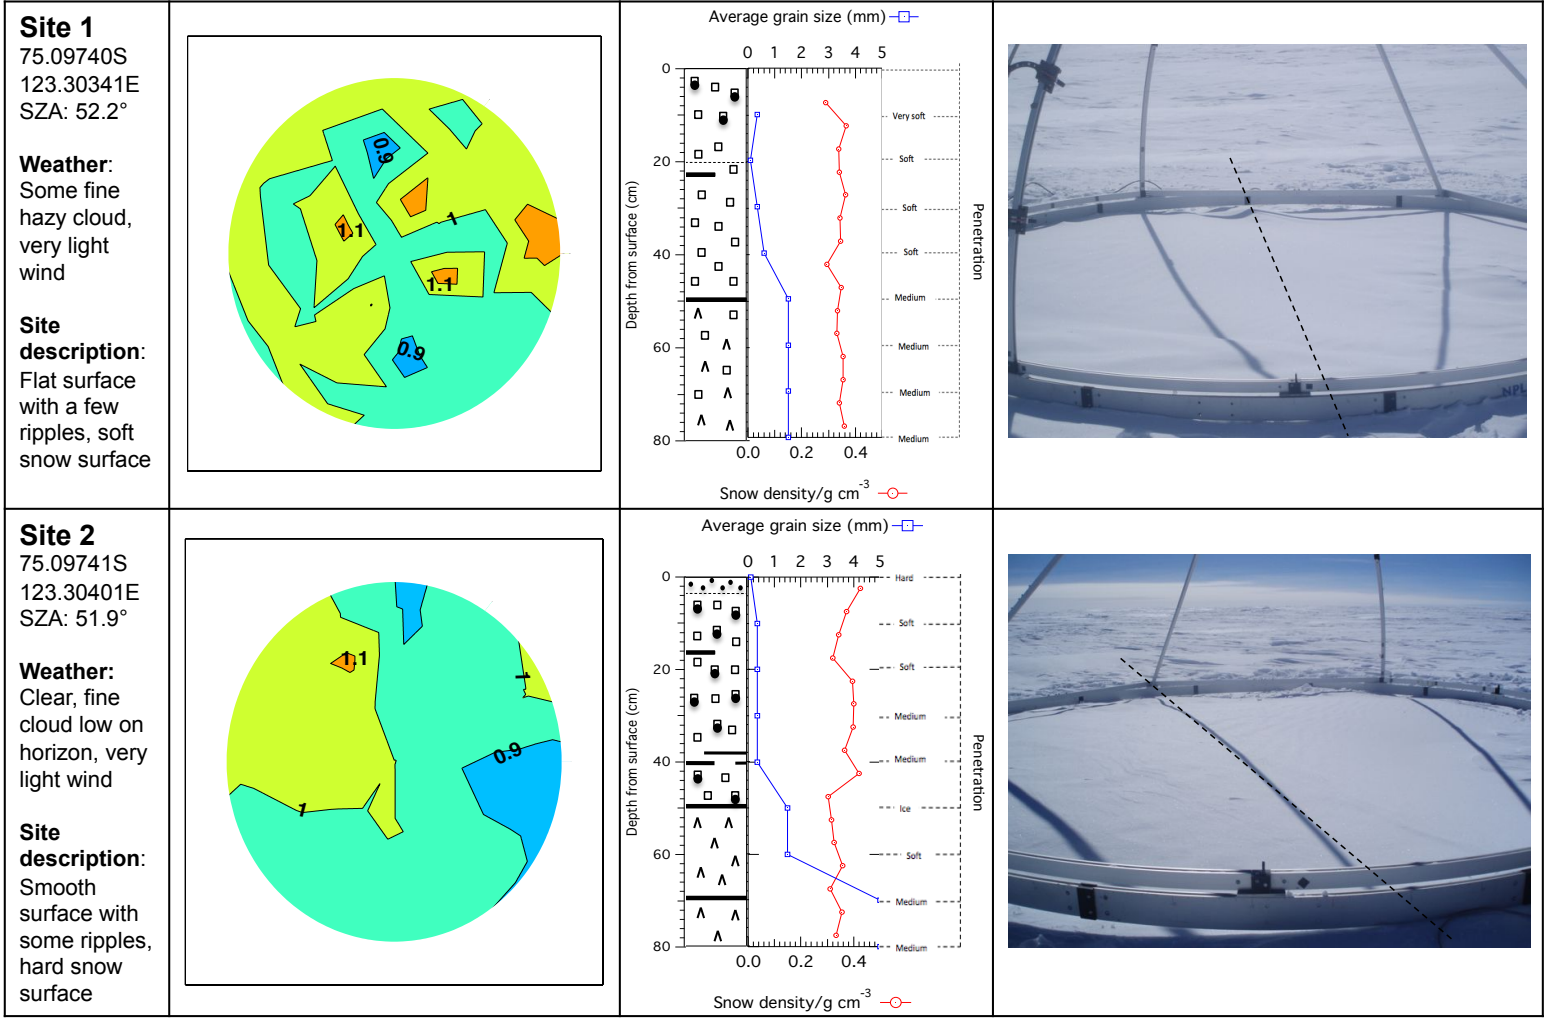 Site 1
75.09740S
123.30341E
SZA: 52.2°
Weather:
Some fine
hazy cloud,
very light
wind
Site
description:
Flat surface
with a few
ripples, soft
snow surface
0.9
1
1.1
1.1
0.9
Average grain size (mm)
0 1 2 3 4 5
0
20
40
60
80
Depth from surface (cm)
Very soft
Soft
Soft
Soft
Medium
Medium
Medium
Medium
Penetration
0.0 0.2 0.4
Snow density/g cm-3
NPL
Site 2
75.09741S
123.30401E
SZA: 51.9°
Weather:
Clear, fine
cloud low on
horizon, very
light wind
Site
description:
Smooth
surface with
some ripples,
hard snow
surface
1.1
1
0.9
1
Average grain size (mm)
0 1 2 3 4 5
0
20
40
60
80
Depth from surface (cm)
Hard
Soft
Soft
Medium
Medium
Ice
Soft
Medium
Medium
Penetration
0.0 0.2 0.4
Snow density/g cm-3